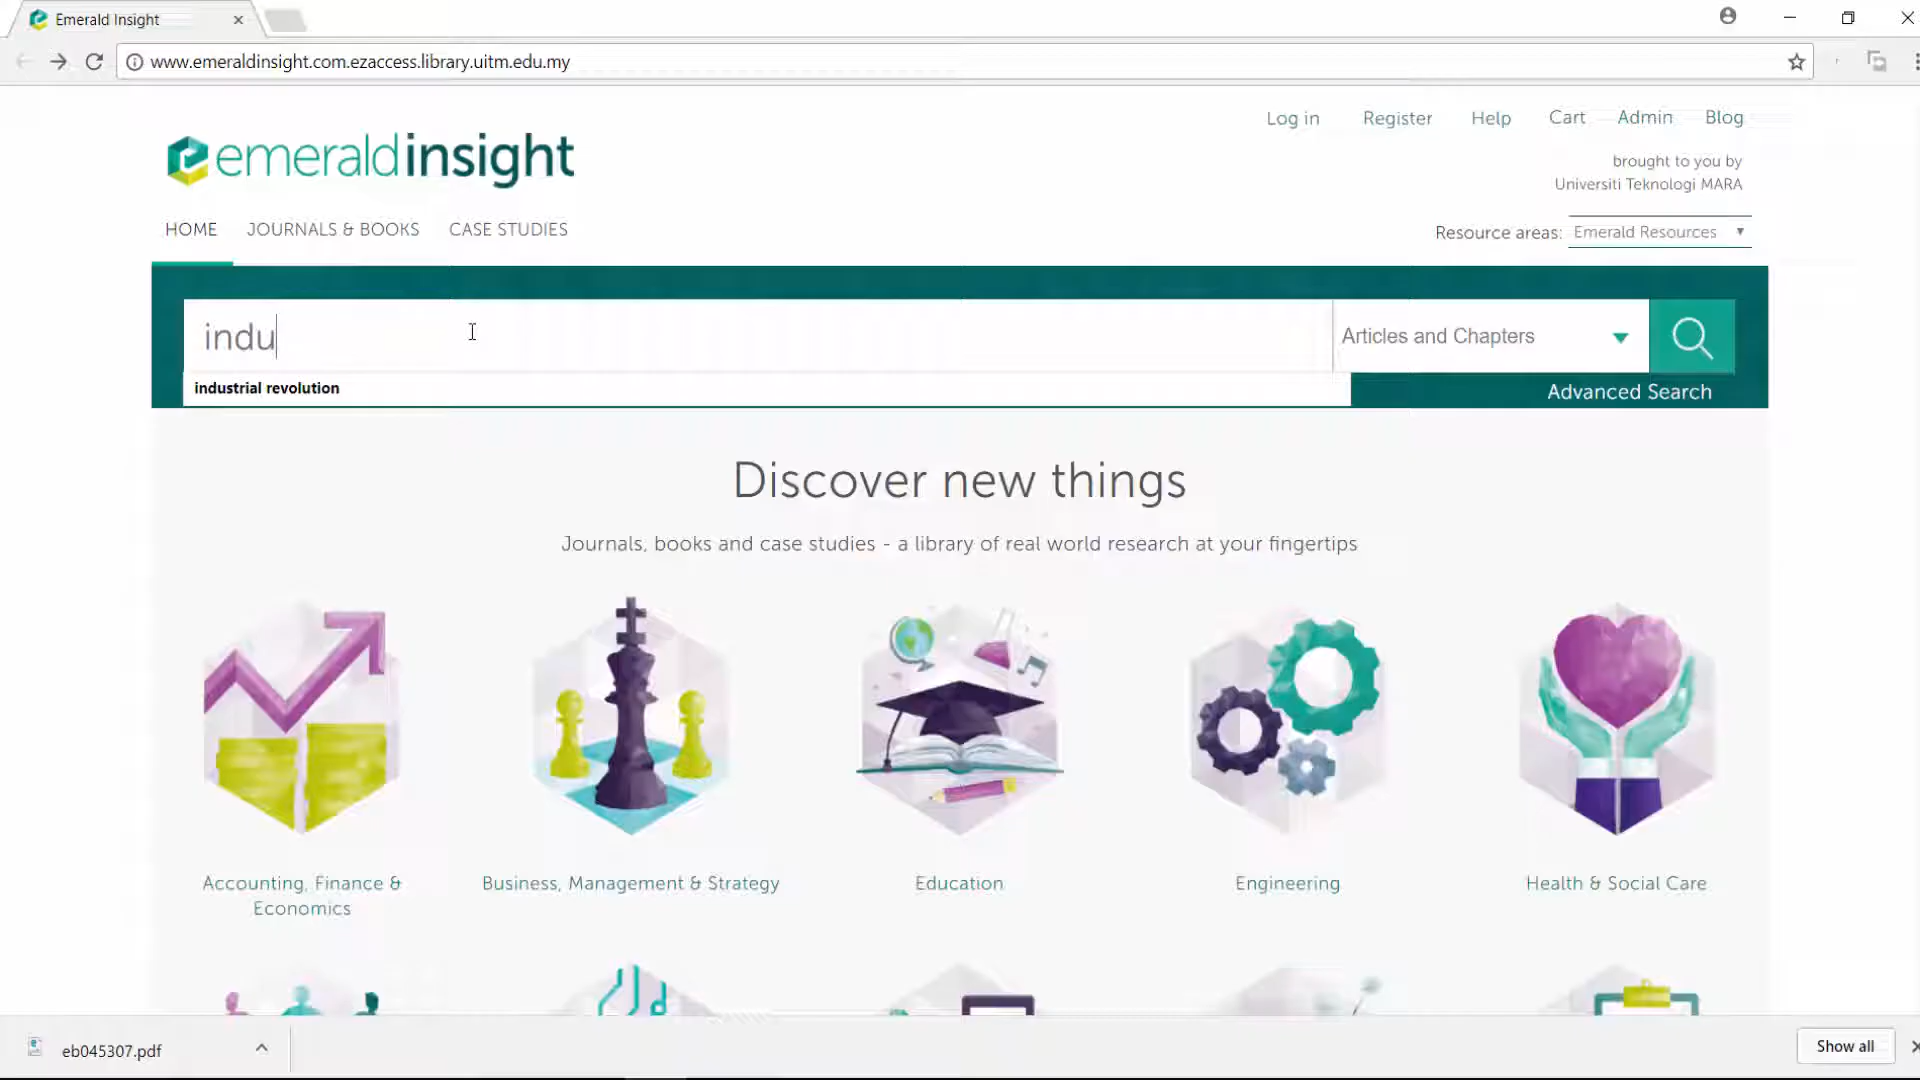 Emerald Insight
www.emeraldinsight.com.ezaccess.library.uitm.edu.my
Log in Register Help Cart Admin Blog
emeraldinsight
brought to you by
Universiti Teknologi MARA
HOME JOURNALS & BOOKS CASE STUDIES
Resource areas: Emerald Resources
indu
Articles and Chapters
industrial revolution
Advanced Search
Discover new things
Journals, books and case studies - a library of real world research at your fingertips
Accounting, Finance &
Economics
Business, Management & Strategy
Education
Engineering
Health & Social Care
eb045307.pdf
Show all